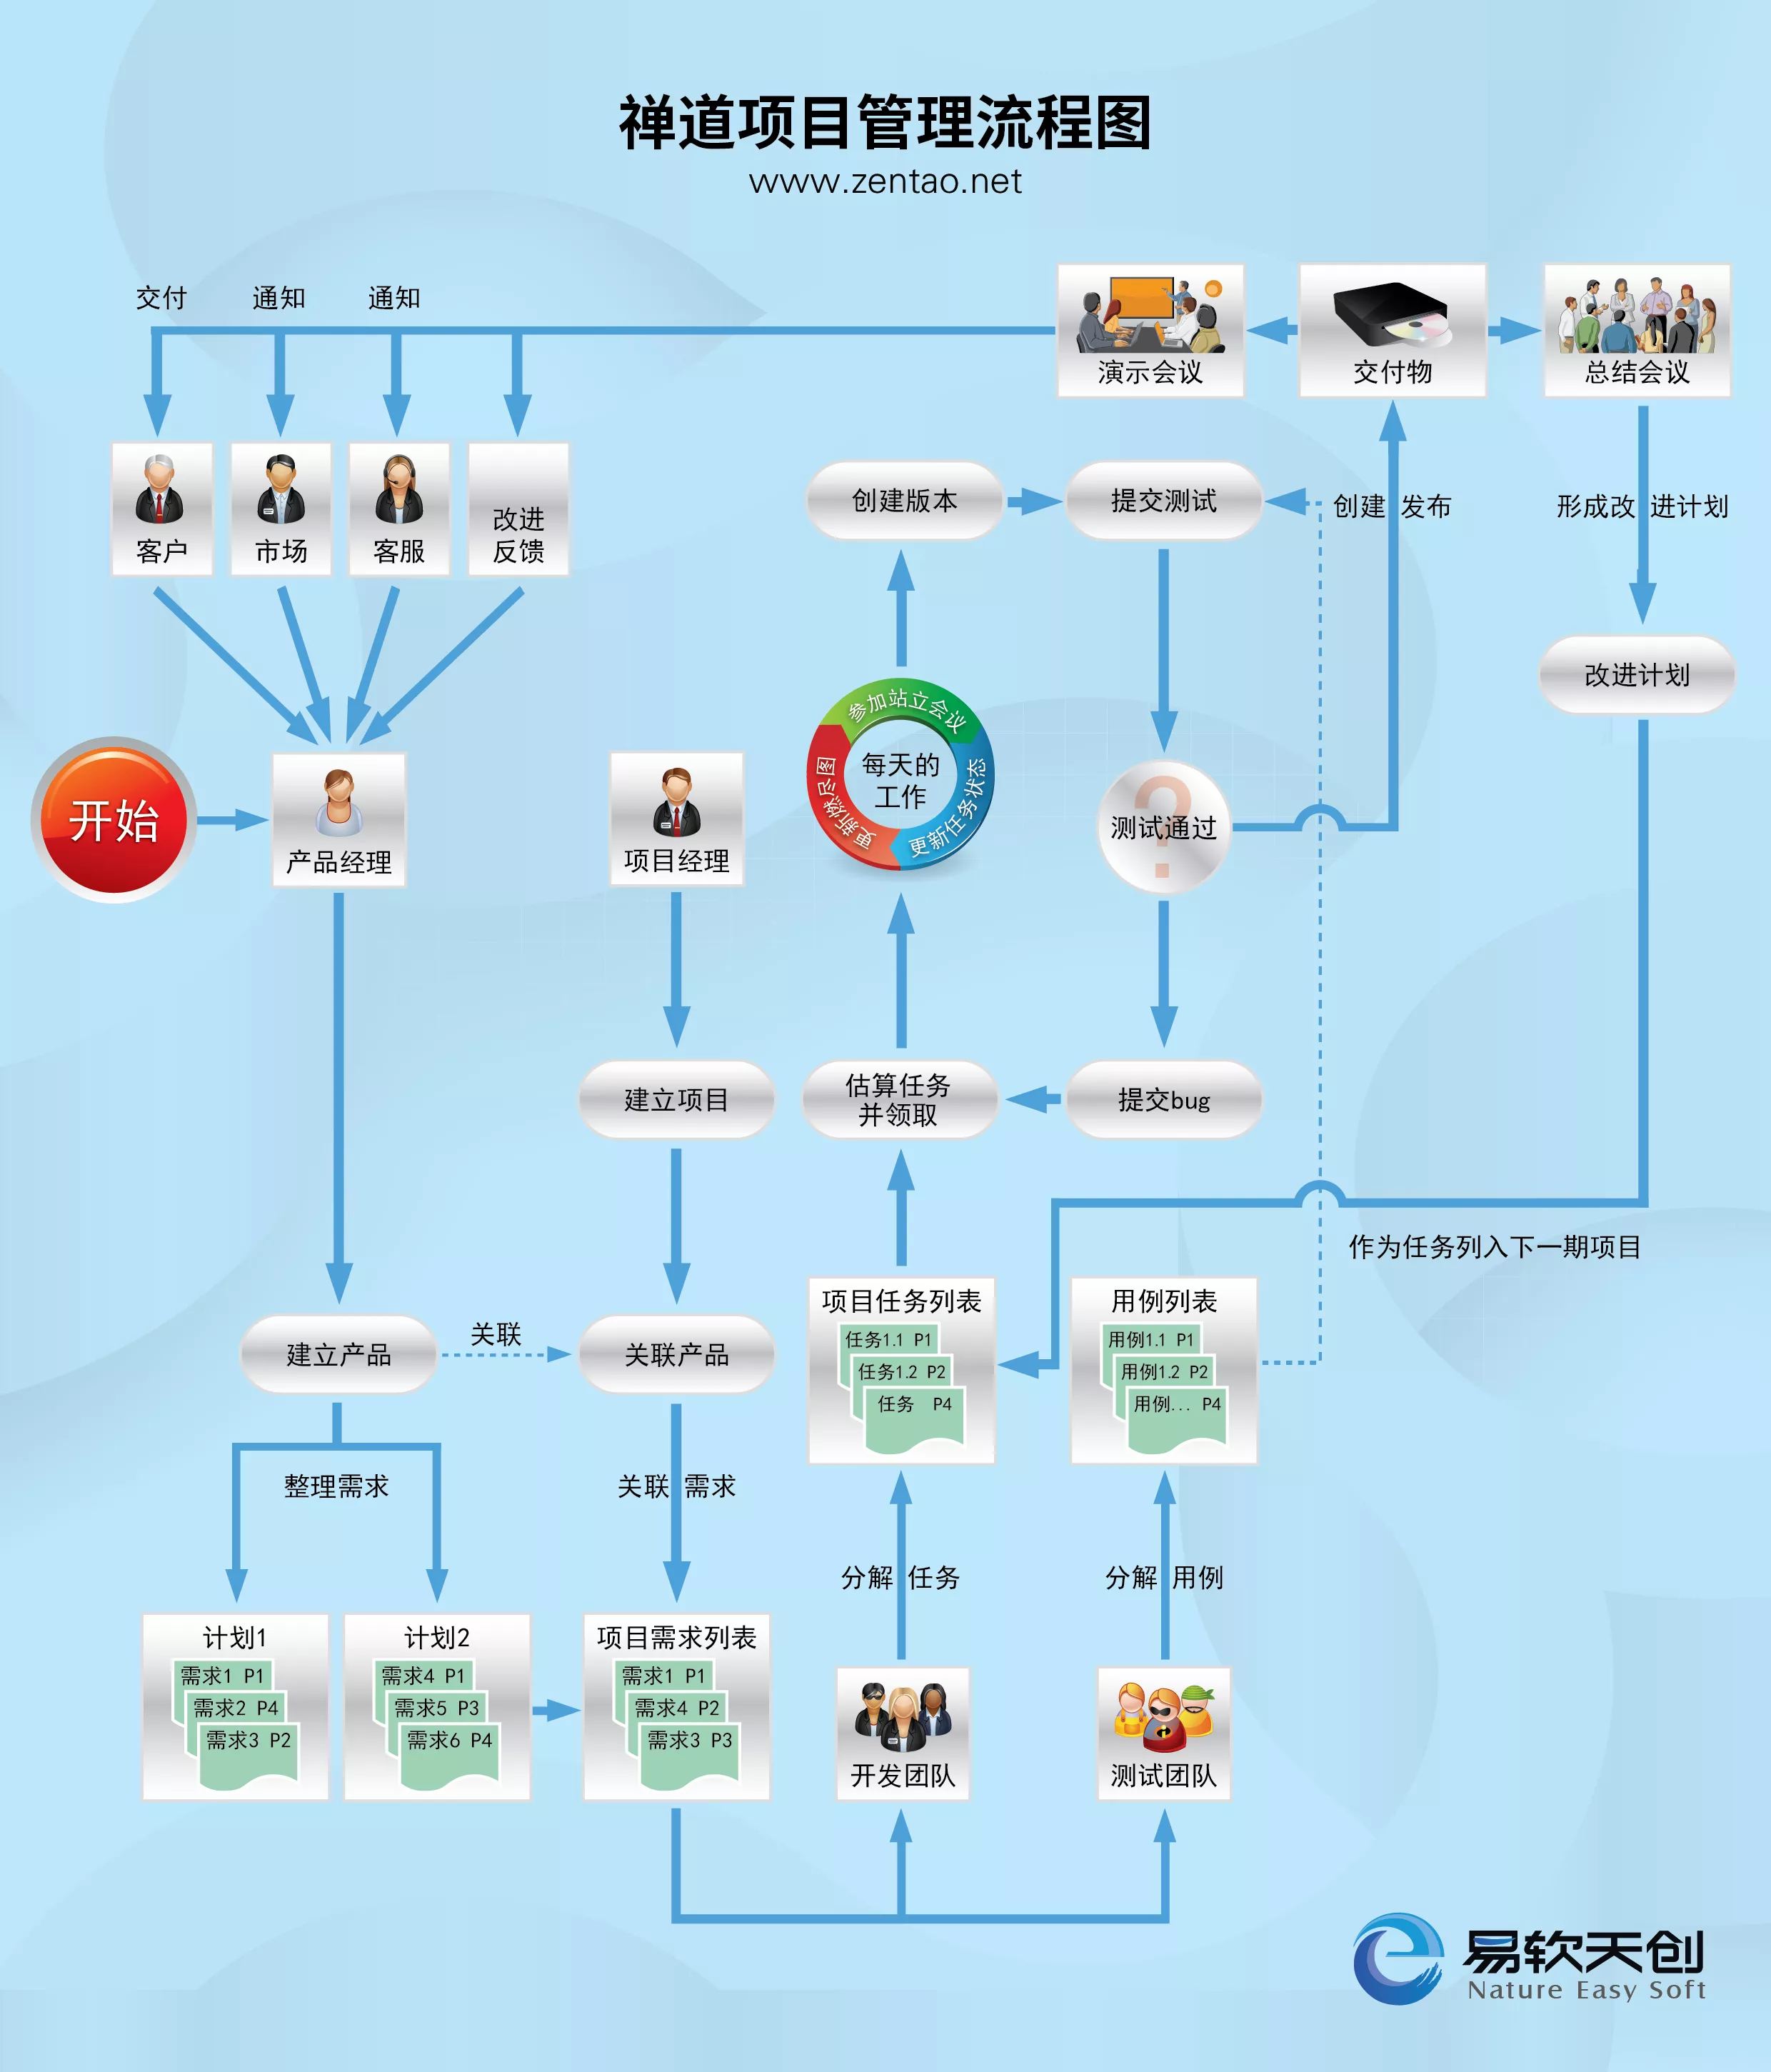 禅道项目管理流程图
www.zentao.net
交付
通知
通知
演示会议
交付物
总结会议
客户
市场
客服
改进
反馈
创建版本
提交测试
创建 发布
形成改 进计划
改进计划
开始
产品经理
项目经理
参加站立会议
更新任务状态
更新燃尽图
每天的
工作
?
测试通过
建立项目
估算任务
并领取
提交bug
作为任务列入下一期项目
建立产品
关联
关联产品
项目任务列表
任务1.1 P1
任务1.2 P2
任务 P4
用例列表
用例1.1 P1
用例1.2 P2
用例... P4
整理需求
关联 需求
分解 任务
分解 用例
计划1
需求1 P1
需求2 P4
需求3 P2
计划2
需求4 P1
需求5 P3
需求6 P4
项目需求列表
需求1 P1
需求4 P2
需求3 P3
开发团队
测试团队
易软天创
Nature Easy Soft